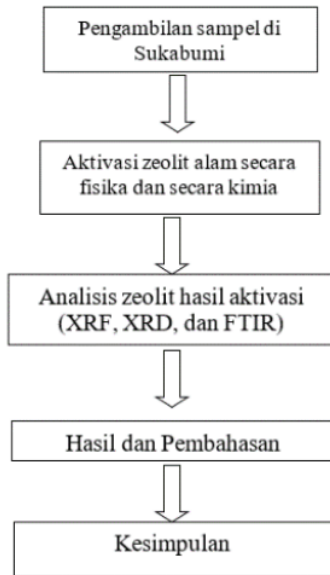 Pengambilan sampel di
Sukabumi
Aktivasi zeolit alam secara
fisika dan secara kimia
Analisis zeolit hasil aktivasi
(XRF, XRD, dan FTIR)
Hasil dan Pembahasan
Kesimpulan